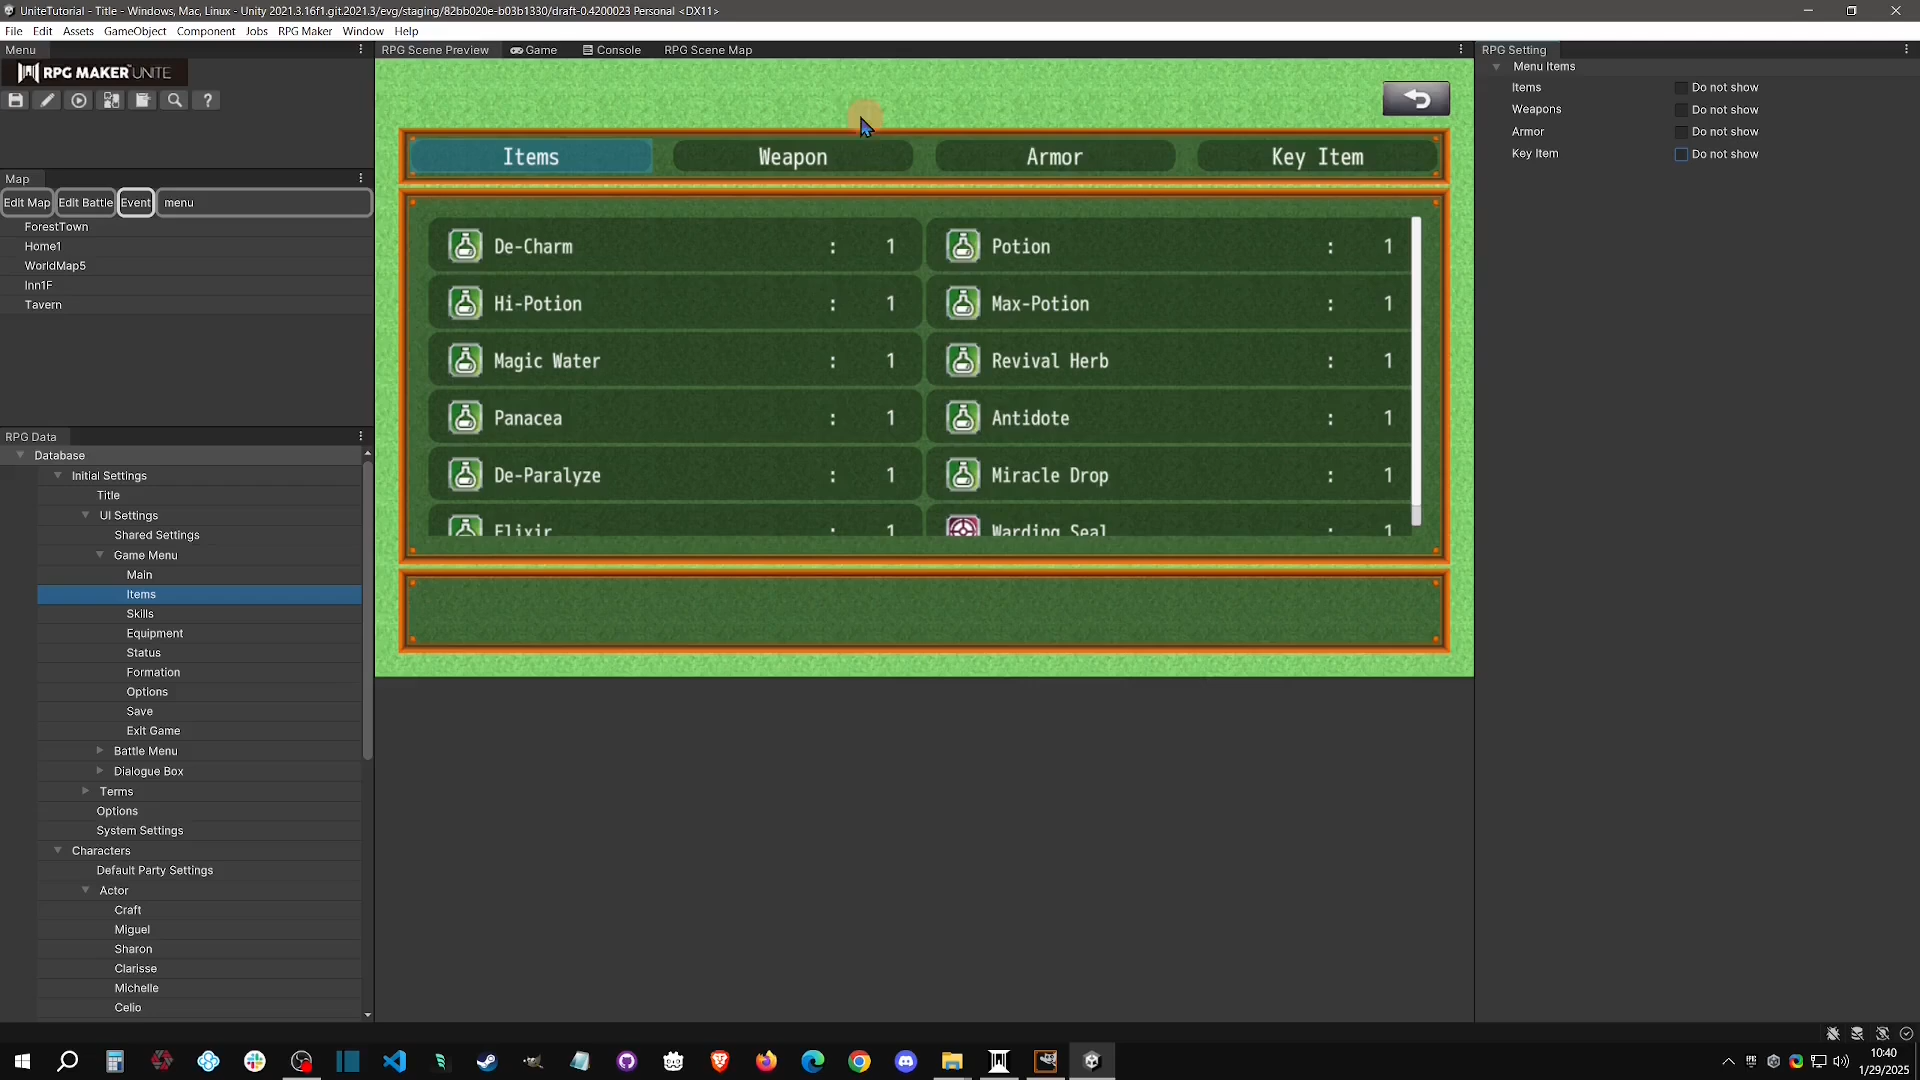 UniteTutorial - Title - Windows, Mac, Linux - Unity 2021.3.16f1.git.2021.3/evg/staging/82bb020e-b03b1330/draft-0.4200023 Personal <DX11>
File Edit Assets GameObject Component Jobs RPG Maker Window Help
Menu
RPG MAKER UNITE
?
Map
Edit Map Edit Battle Event menu
ForestTown
Home1
WorldMap5
Inn1F
Tavern
RPG Data
Database
Initial Settings
Title
UI Settings
Shared Settings
Game Menu
Main
Items
Skills
Equipment
Status
Formation
Options
Save
Exit Game
Battle Menu
Dialogue Box
Terms
Options
System Settings
Characters
Default Party Settings
Actor
Craft
Miguel
Sharon
Clarisse
Michelle
Celio
RPG Scene Preview Game Console RPG Scene Map
Items Weapon Armor Key Item
De-Charm : 1 Potion : 1
Hi-Potion : 1 Max-Potion : 1
Magic Water : 1 Revival Herb : 1
Panacea : 1 Antidote : 1
De-Paralyze : 1 Miracle Drop : 1
Elixir : 1 Warding Seal : 1
RPG Setting
Menu Items
Items Do not show
Weapons Do not show
Armor Do not show
Key Item Do not show
10:40
1/29/2025